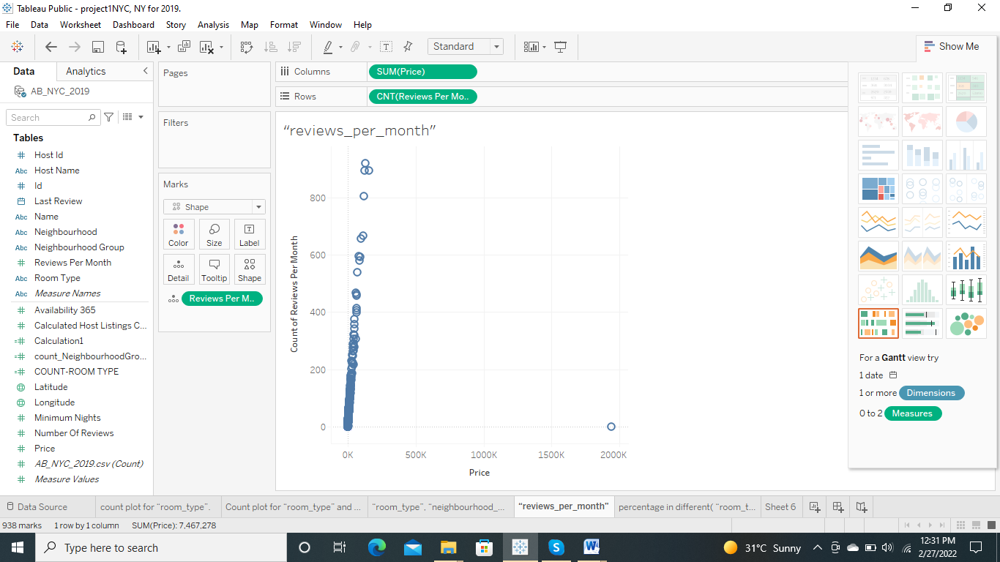 Tableau Public - project1NYC, NY for 2019.
File Data Worksheet Dashboard Story Analysis Map Format Window Help
Standard
Show Me
Data Analytics
AB_NYC_2019
Search
Tables
Host Id
Abc Host Name
Id
Last Review
Abc Name
Abc Neighbourhood
Abc Neighbourhood Group
Reviews Per Month
Abc Room Type
Abc Measure Names
Availability 365
Calculated Host Listings C...
Calculation1
count_NeighbourhoodGro...
COUNT-ROOM TYPE
Latitude
Longitude
Minimum Nights
Number Of Reviews
Price
AB_NYC_2019.csv (Count)
Measure Values
Pages
Filters
Marks
Shape
Color Size Label
Detail Tooltip Shape
Reviews Per M..
Columns SUM(Price)
Rows CNT(Reviews Per Mo..
“reviews_per_month”
Count of Reviews Per Month
800
600
400
200
0
0K 500K 1000K 1500K 2000K
Price
For a Gantt view try
1 date
1 or more Dimensions
0 to 2 Measures
Data Source count plot for “room_type”. Count plot for “room_type” and ... “room_type”, “neighbourhood_... “reviews_per_month” percentage in different( “room_t... Sheet 6
938 marks 1 row by 1 column SUM(Price): 7,467,278
Type here to search
31°C Sunny
12:31 PM
2/27/2022